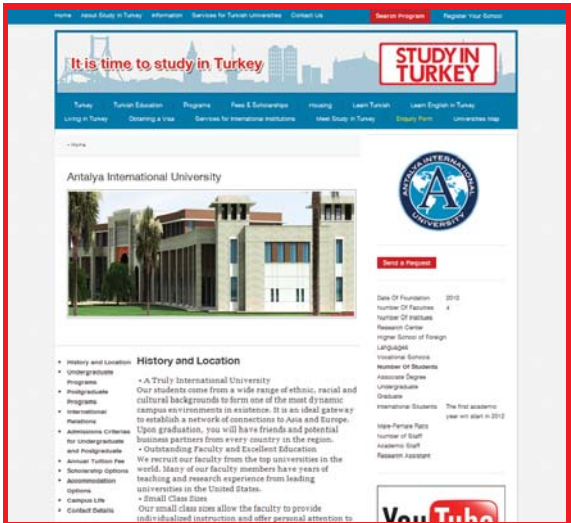 Home About Study in Turkey Information Services for Turkish Universities Contact Us Search Program Register Your School
It is time to study in Turkey
STUDY IN
TURKEY
Turkey Turkish Education Programs Fees & Scholarships Housing Learn Turkish Learn English in Turkey
Living in Turkey Obtaining a Visa Services for International Institutions Meet Study in Turkey Enquiry Form Universities Map
• Home
Antalya International University
ANTALYA INTERNATIONAL
A
UNIVERSITY
Send a Request
Date Of Foundation 2010
Number Of Faculties 4
Number Of Institues
Research Center
Higher School of Foreign
Languages
Vocational Schools
Number Of Students
Associate Degree
Undergraduate
Graduate
International Students The first academic
year will start in 2012
Male-Female Ratio
Number of Staff
Academic Staff
Research Assistant
• History and Location
• Undergraduate
Programs
• Postgraduate
Programs
• International
Relations
• Admissions Criteries
for Undergraduate
and Postgraduate
• Annual Tuition Fee
• Scholarship Options
• Accommodation
Options
• Campus Life
• Contact Details
History and Location
• A Truly International University
Our students come from a wide range of ethnic, racial and
cultural backgrounds to form one of the most dynamic
campus environments in existence. It is an ideal gateway
to establish a network of connections to Asia and Europe.
Upon graduation, you will have friends and potential
business partners from every country in the region.
• Outstanding Faculty and Excellent Education
We recruit our faculty from the top universities in the
world. Many of our faculty members have years of
teaching and research experience from leading
universities in the United States.
• Small Class Sizes
Our small class sizes allow the faculty to provide
individualized instruction and offer personal attention to
You Tube